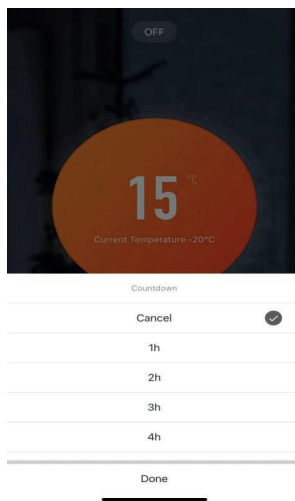 OFF
15 °C
Current Temperature -20°C
Countdown
Cancel
1h
2h
3h
4h
Done